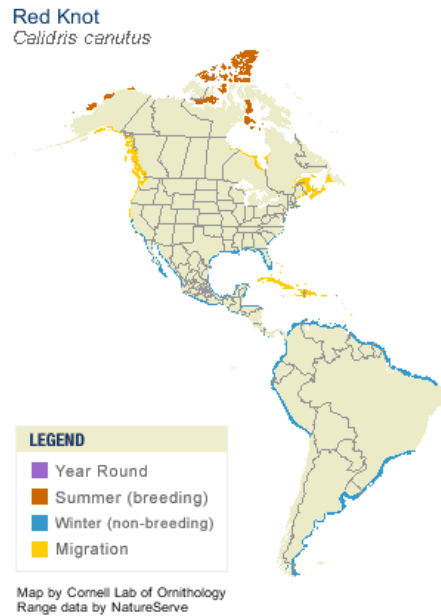 Red Knot
Calidris canutus
LEGEND
Year Round
Summer (breeding)
Winter (non-breeding)
Migration
Map by Cornell Lab of Ornithology
Range data by NatureServe